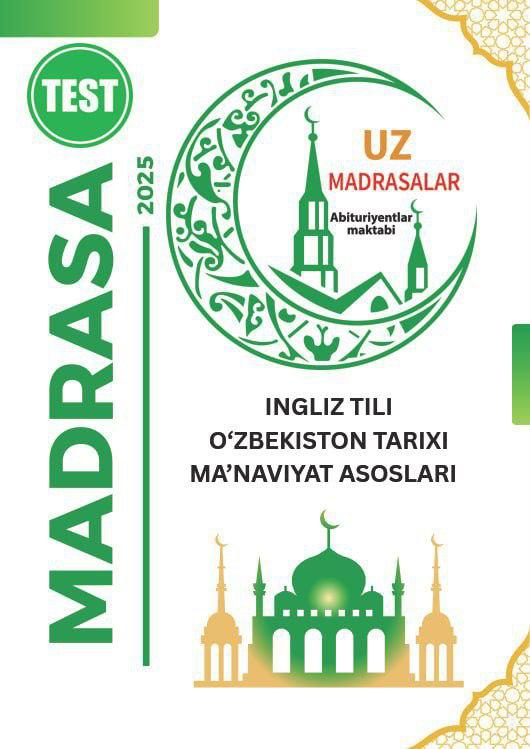 TEST
MADRASA
2025
UZ
MADRASALAR
Abituriyentlar
maktabi
INGLIZ TILI
O‘ZBEKISTON TARIXI
MA’NAVIYAT ASOSLARI